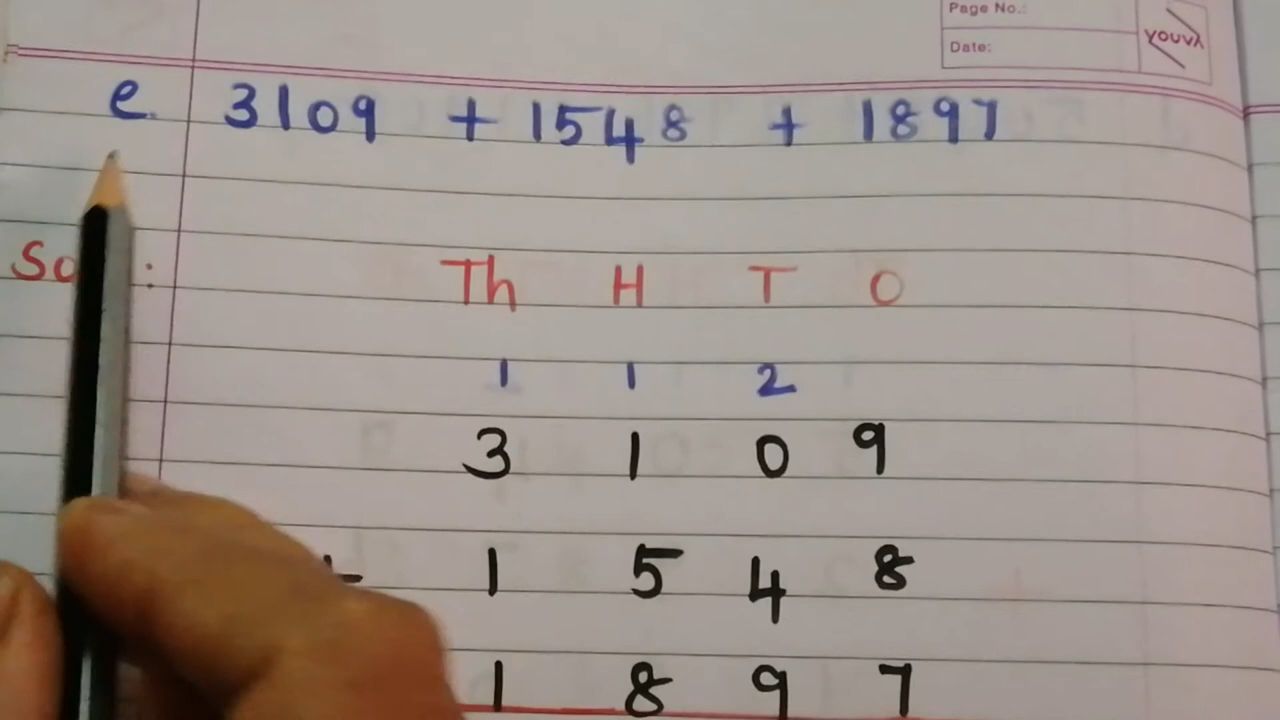 Page No.:
Date:
YOUVA
e. 3109 + 1548 + 1897
Th H T O
1 1 2
3 1 0 9
+ 1 5 4 8
1 8 9 7